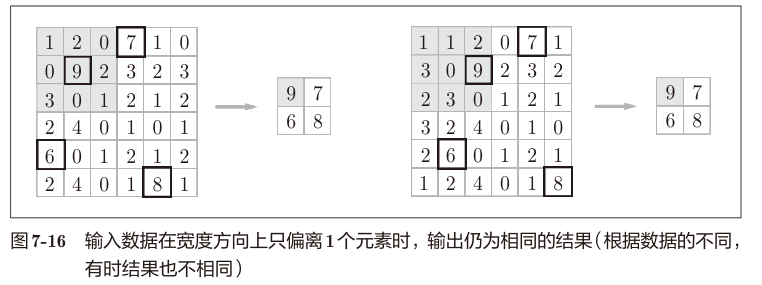 1 2 0 7 1 0
0 9 2 3 2 3
3 0 1 2 1 2
2 4 0 1 0 1
6 0 1 2 1 2
2 4 0 1 8 1
9 7
6 8
1 1 2 0 7 1
3 0 9 2 3 2
2 3 0 1 2 1
3 2 4 0 1 0
2 6 0 1 2 1
1 2 4 0 1 8
9 7
6 8
图 7-16 输入数据在宽度方向上只偏离 1 个元素时，输出仍为相同的结果（根据数据的不同，
有时结果也不相同）